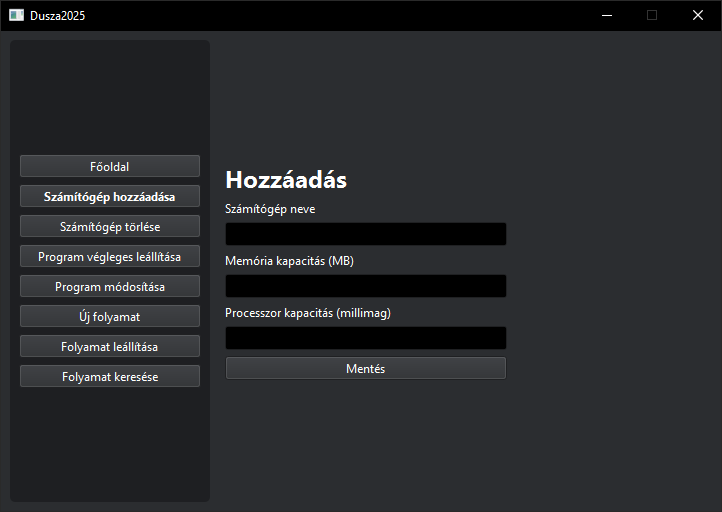 Dusza2025
Főoldal
Számítógép hozzáadása
Számítógép törlése
Program végleges leállítása
Program módosítása
Új folyamat
Folyamat leállítása
Folyamat keresése
Hozzáadás
Számítógép neve
Memória kapacitás (MB)
Processzor kapacitás (millimag)
Mentés